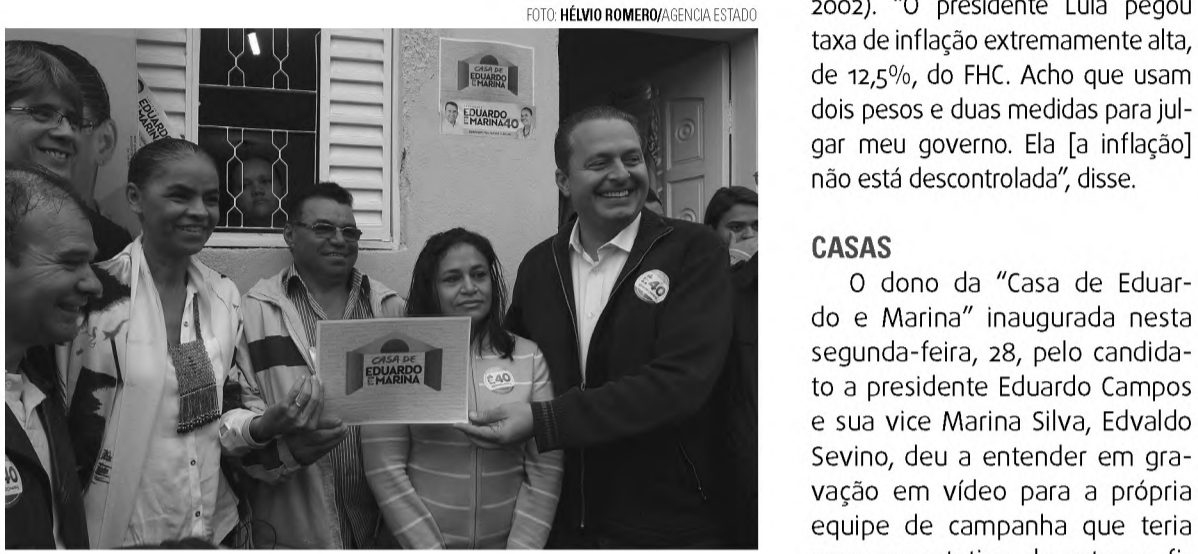 FOTO: HÉLVIO ROMERO/AGENCIA ESTADO
CASA DE
EDUARDO
E MARINA
EDUARDO
E MARINA 40
EDUARDO
E MARINA
CASA DE
EDUARDO
E MARINA
40
40
40
2002). "O presidente Lula pegou
taxa de inflação extremamente alta,
de 12,5%, do FHC. Acho que usam
dois pesos e duas medidas para jul-
gar meu governo. Ela [a inflação]
não está descontrolada", disse.
CASAS
O dono da "Casa de Eduar-
do e Marina" inaugurada nesta
segunda-feira, 28, pelo candida-
to a presidente Eduardo Campos
e sua vice Marina Silva, Edvaldo
Sevino, deu a entender em gra-
vação em vídeo para a própria
equipe de campanha que teria